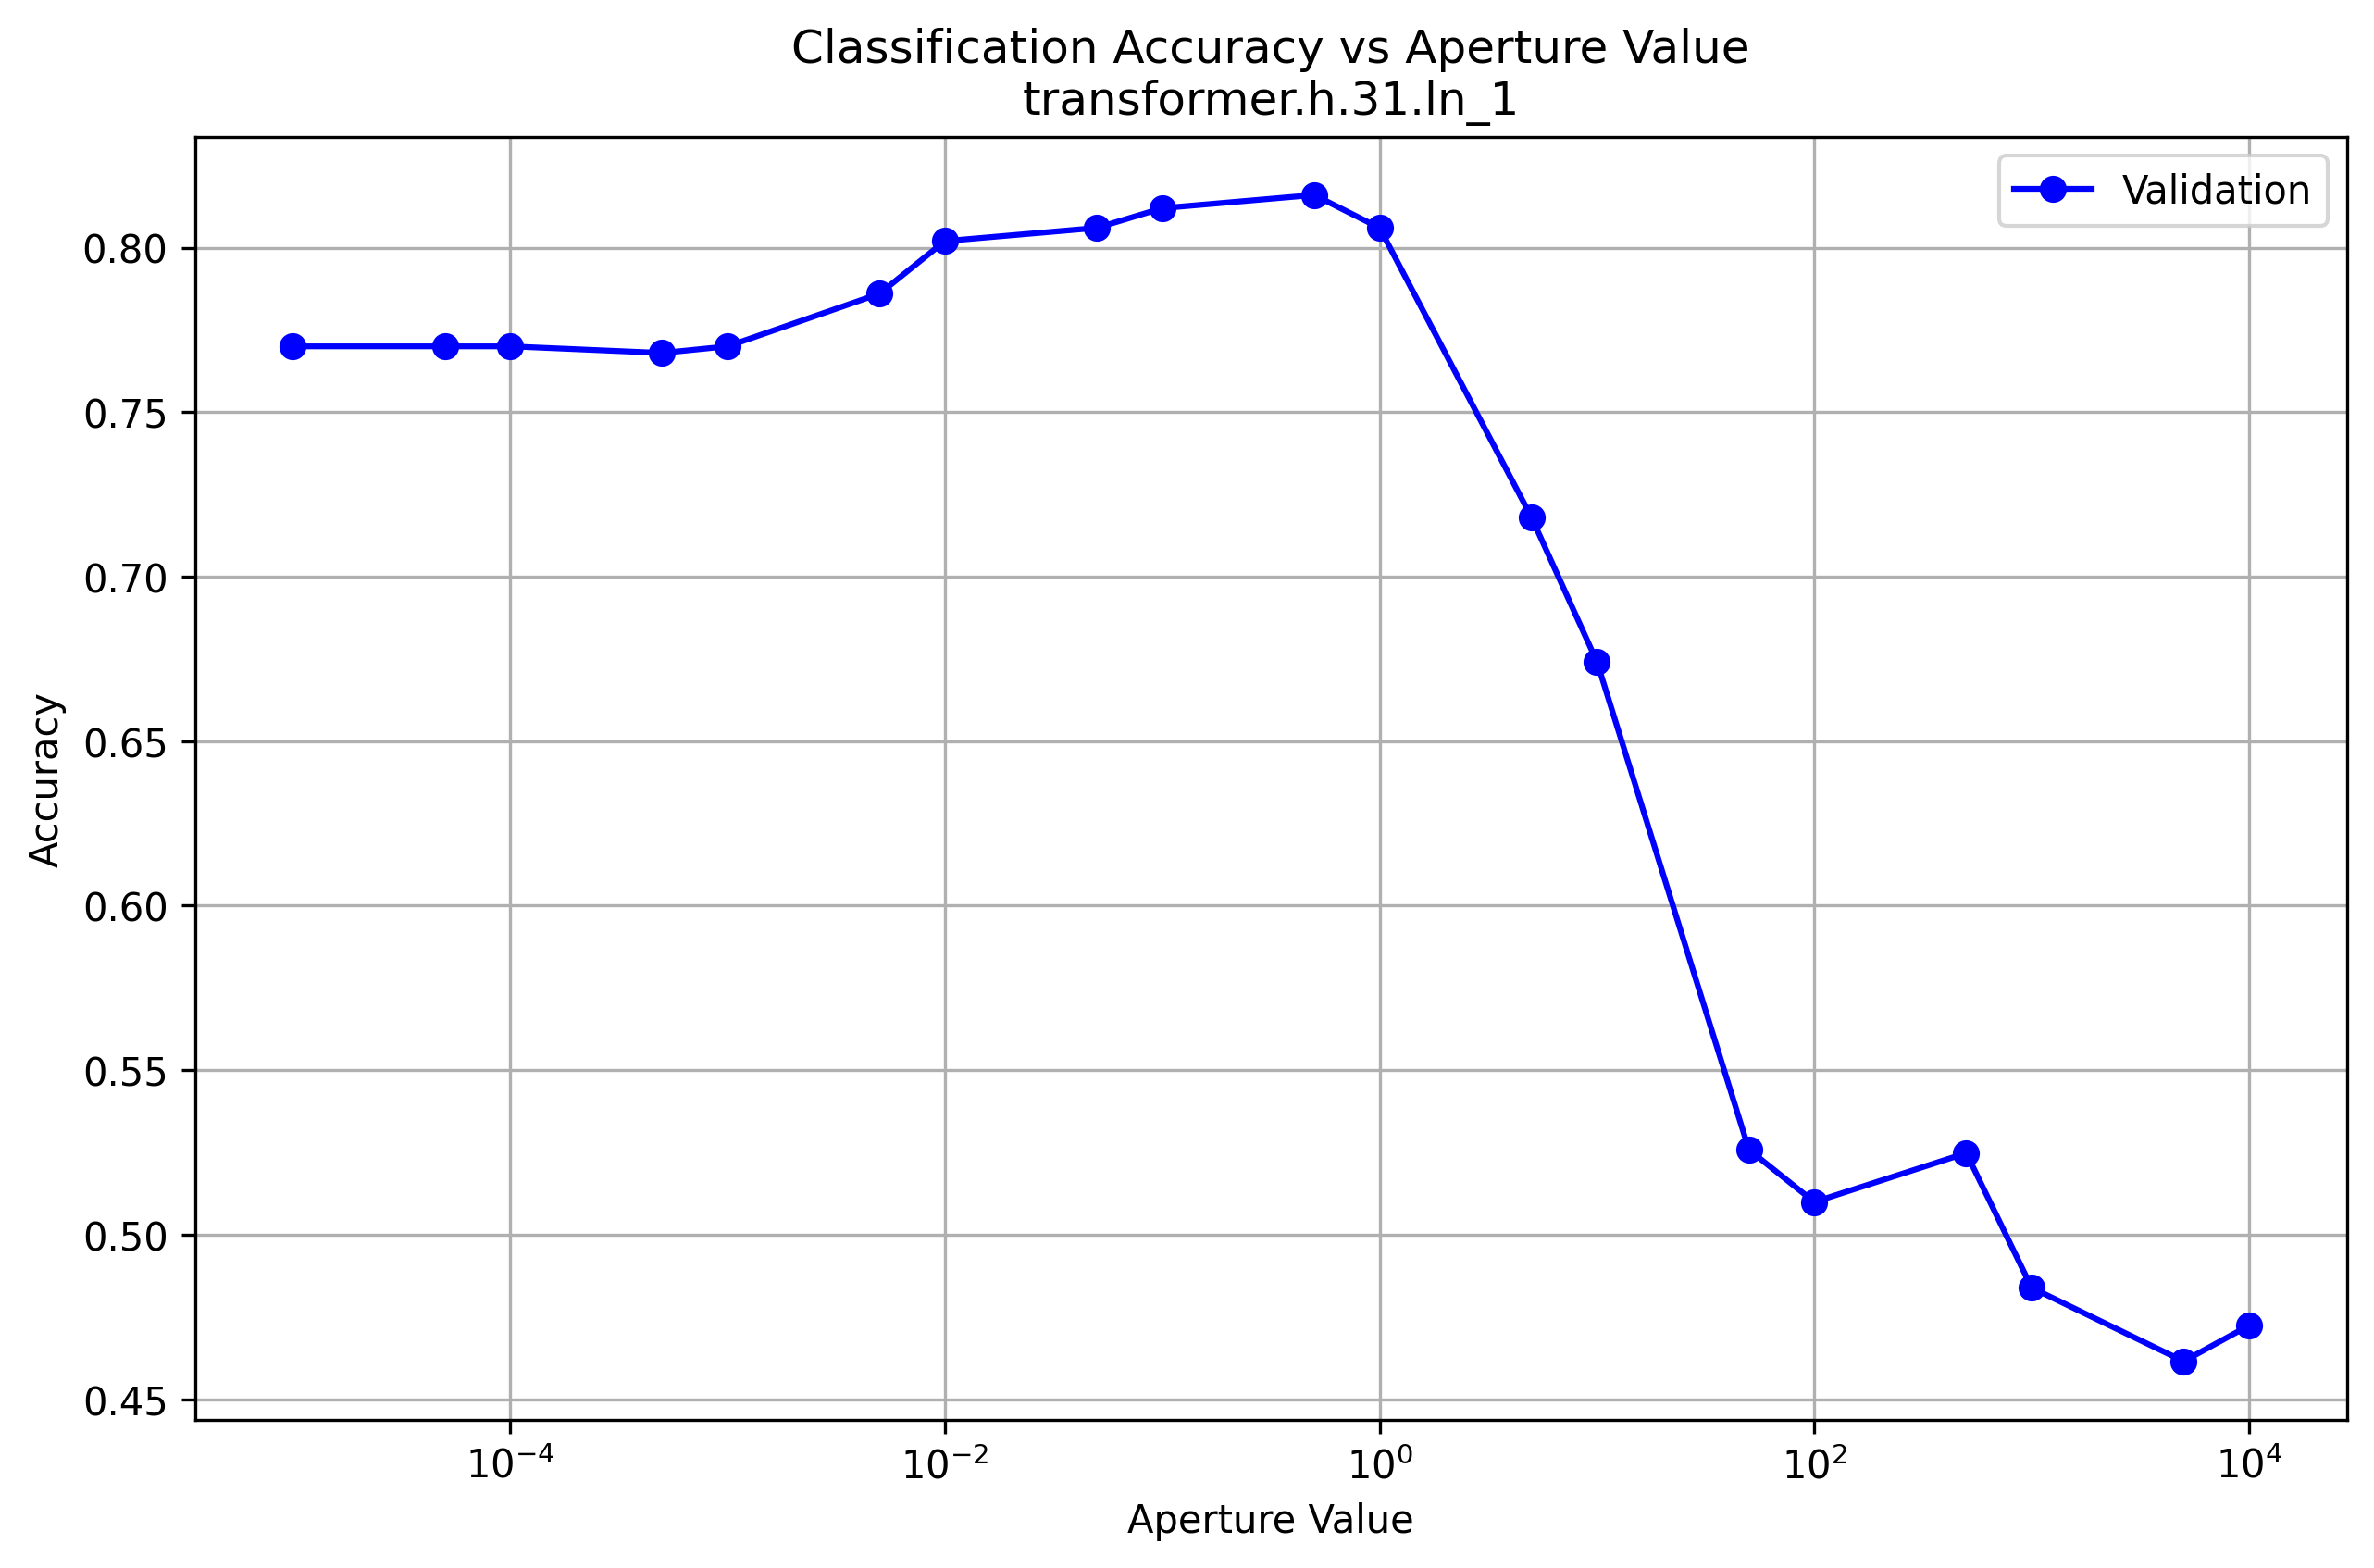 Classification Accuracy vs Aperture Value
transformer.h.31.ln_1
Validation
Accuracy
0.80
0.75
0.70
0.65
0.60
0.55
0.50
0.45
10⁻⁴
10⁻²
10⁰
10²
10⁴
Aperture Value